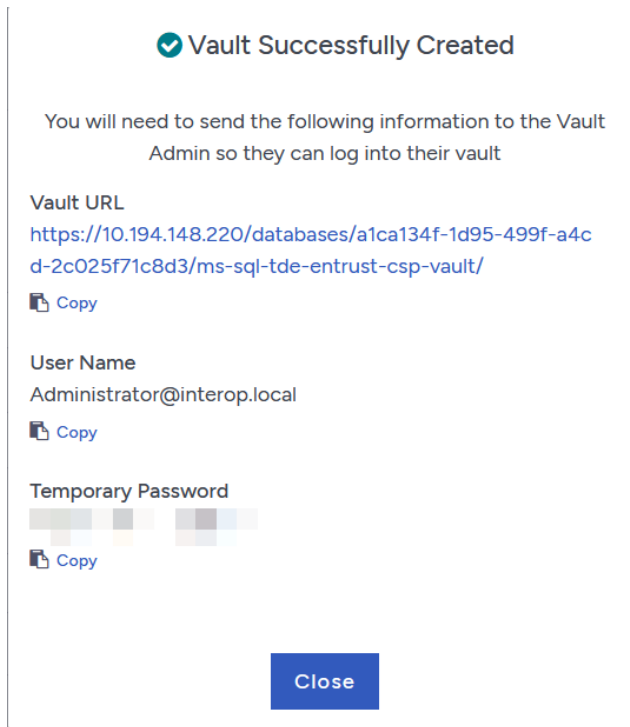 Vault Successfully Created
You will need to send the following information to the Vault
Admin so they can log into their vault
Vault URL
https://10.194.148.220/databases/a1ca134f-1d95-499f-a4c
d-2c025f71c8d3/ms-sql-tde-entrust-csp-vault/
Copy
User Name
Administrator@interop.local
Copy
Temporary Password
Copy
Close